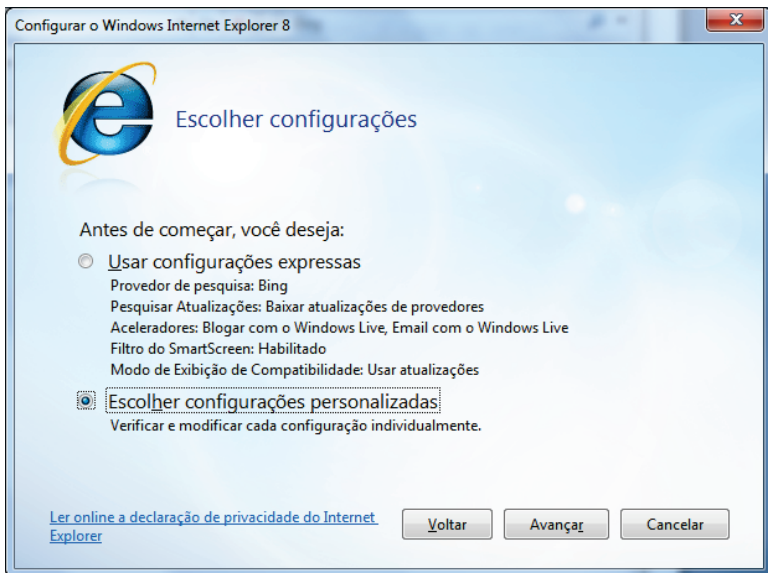 Configurar o Windows Internet Explorer 8
Escolher configurações
Antes de começar, você deseja:
Usar configurações expressas
Provedor de pesquisa: Bing
Pesquisar Atualizações: Baixar atualizações de provedores
Aceleradores: Blogar com o Windows Live, Email com o Windows Live
Filtro do SmartScreen: Habilitado
Modo de Exibição de Compatibilidade: Usar atualizações
Escolher configurações personalizadas
Verificar e modificar cada configuração individualmente.
Ler online a declaração de privacidade do Internet
Explorer
Voltar
Avançar
Cancelar